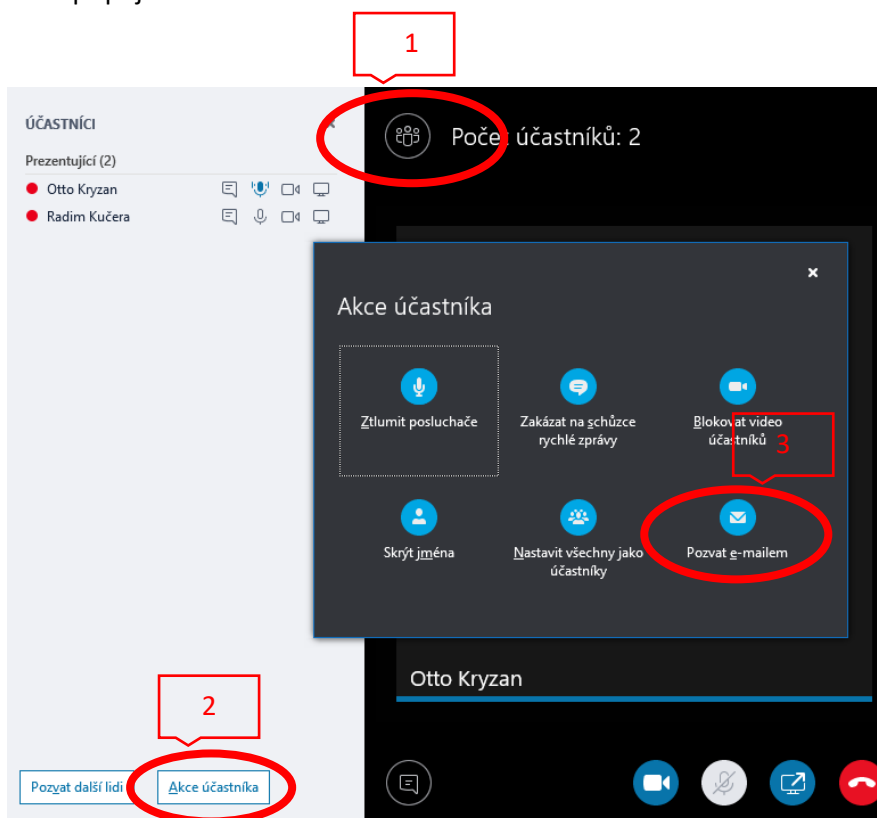 1
ÚČASTNÍCI
Prezentující (2)
Otto Kryzan
Radim Kučera
Počet účastníků: 2
Akce účastníka
Ztlumit posluchače
Zakázat na schůzce
rychlé zprávy
Blokovat video
účastníků
3
Skrýt jména
Nastavit všechny jako
účastníky
Pozvat e-mailem
Otto Kryzan
2
Pozvat další lidi
Akce účastníka